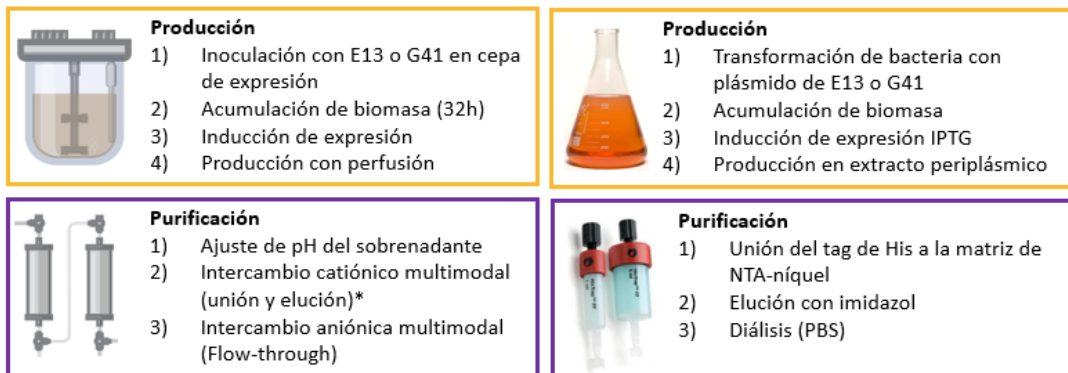 Producción
1) Inoculación con E13 o G41 en cepa
de expresión
2) Acumulación de biomasa (32h)
3) Inducción de expresión
4) Producción con perfusión
Producción
1) Transformación de bacteria con
plásmido de E13 o G41
2) Acumulación de biomasa
3) Inducción de expresión IPTG
4) Producción en extracto periplásmico
Purificación
1) Ajuste de pH del sobrenadante
2) Intercambio catiónico multimodal
(unión y elución)*
3) Intercambio aniónica multimodal
(Flow-through)
Purificación
1) Unión del tag de His a la matriz de
NTA-níquel
2) Elución con imidazol
3) Diálisis (PBS)